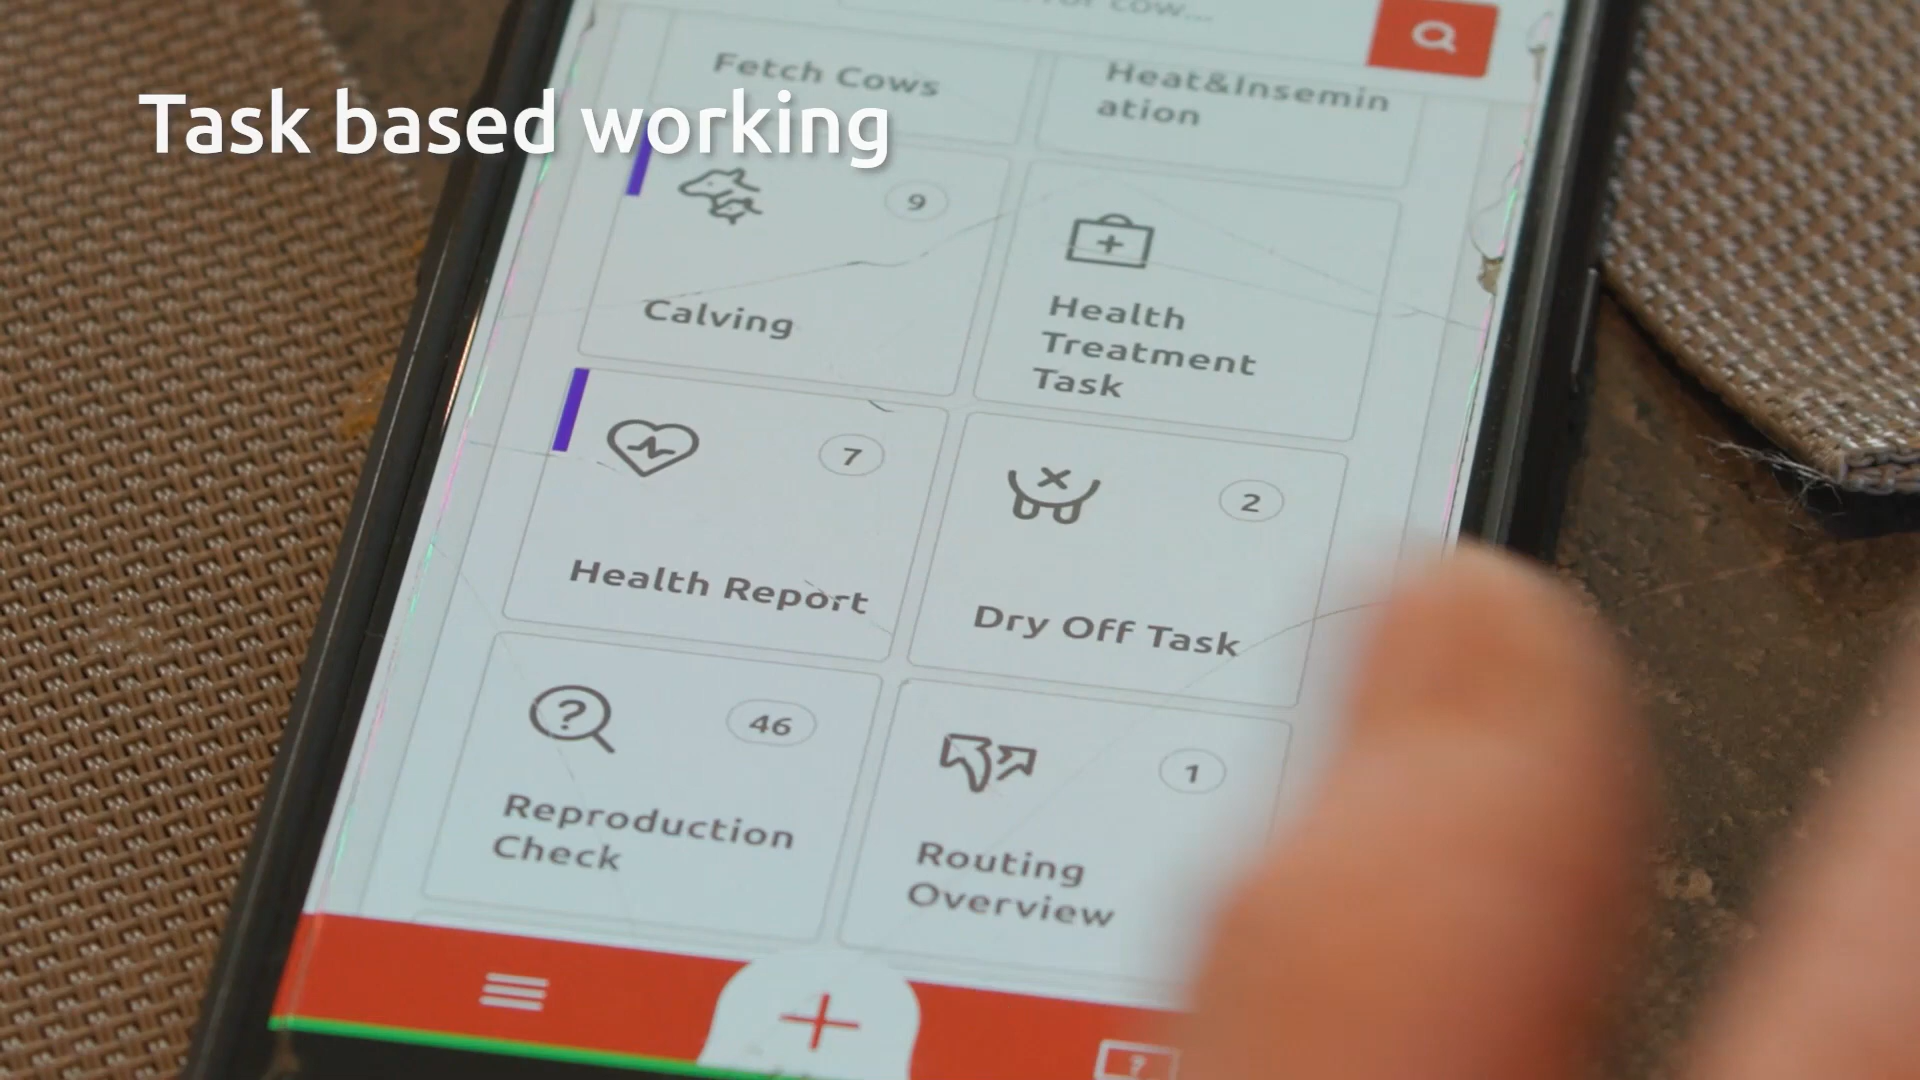 cow...
Fetch Cows
Heat&Insemin
ation
Task based working
9
Calving
Health
Treatment
Task
7
Health Report
2
Dry Off Task
46
Reproduction
Check
1
Routing
Overview
?